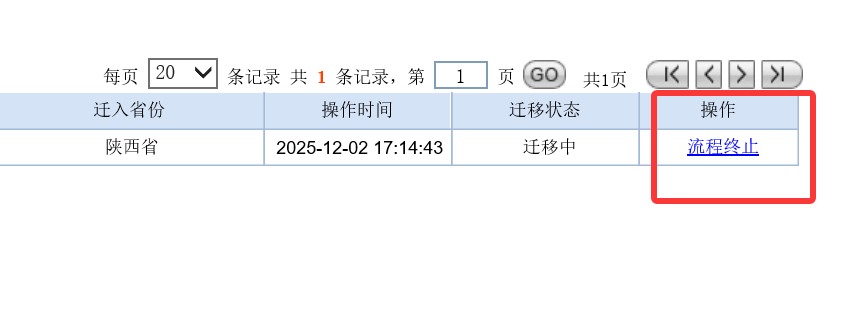 每页 20 条记录 共 1 条记录，第 1 页 GO 共1页
迁入省份 操作时间 迁移状态 操作
陕西省 2025-12-02 17:14:43 迁移中 流程终止